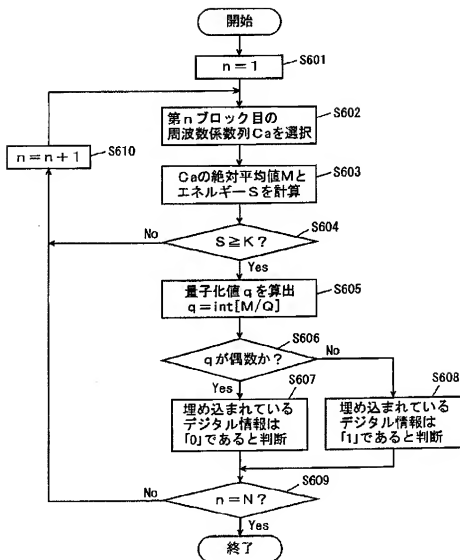 開始
S601
n=1
S602
第nブロック目の
周波数係数列Caを選択
S610
n=n+1
S603
Caの絶対平均値Mと
エネルギーSを計算
S604
No
S≧K?
Yes
S605
量子化値qを算出
q=int[M/Q]
S606
qが偶数か?
No
Yes
S607
埋め込まれている
デジタル情報は
「0」であると判断
S608
埋め込まれている
デジタル情報は
「1」であると判断
S609
No
n=N?
Yes
終了